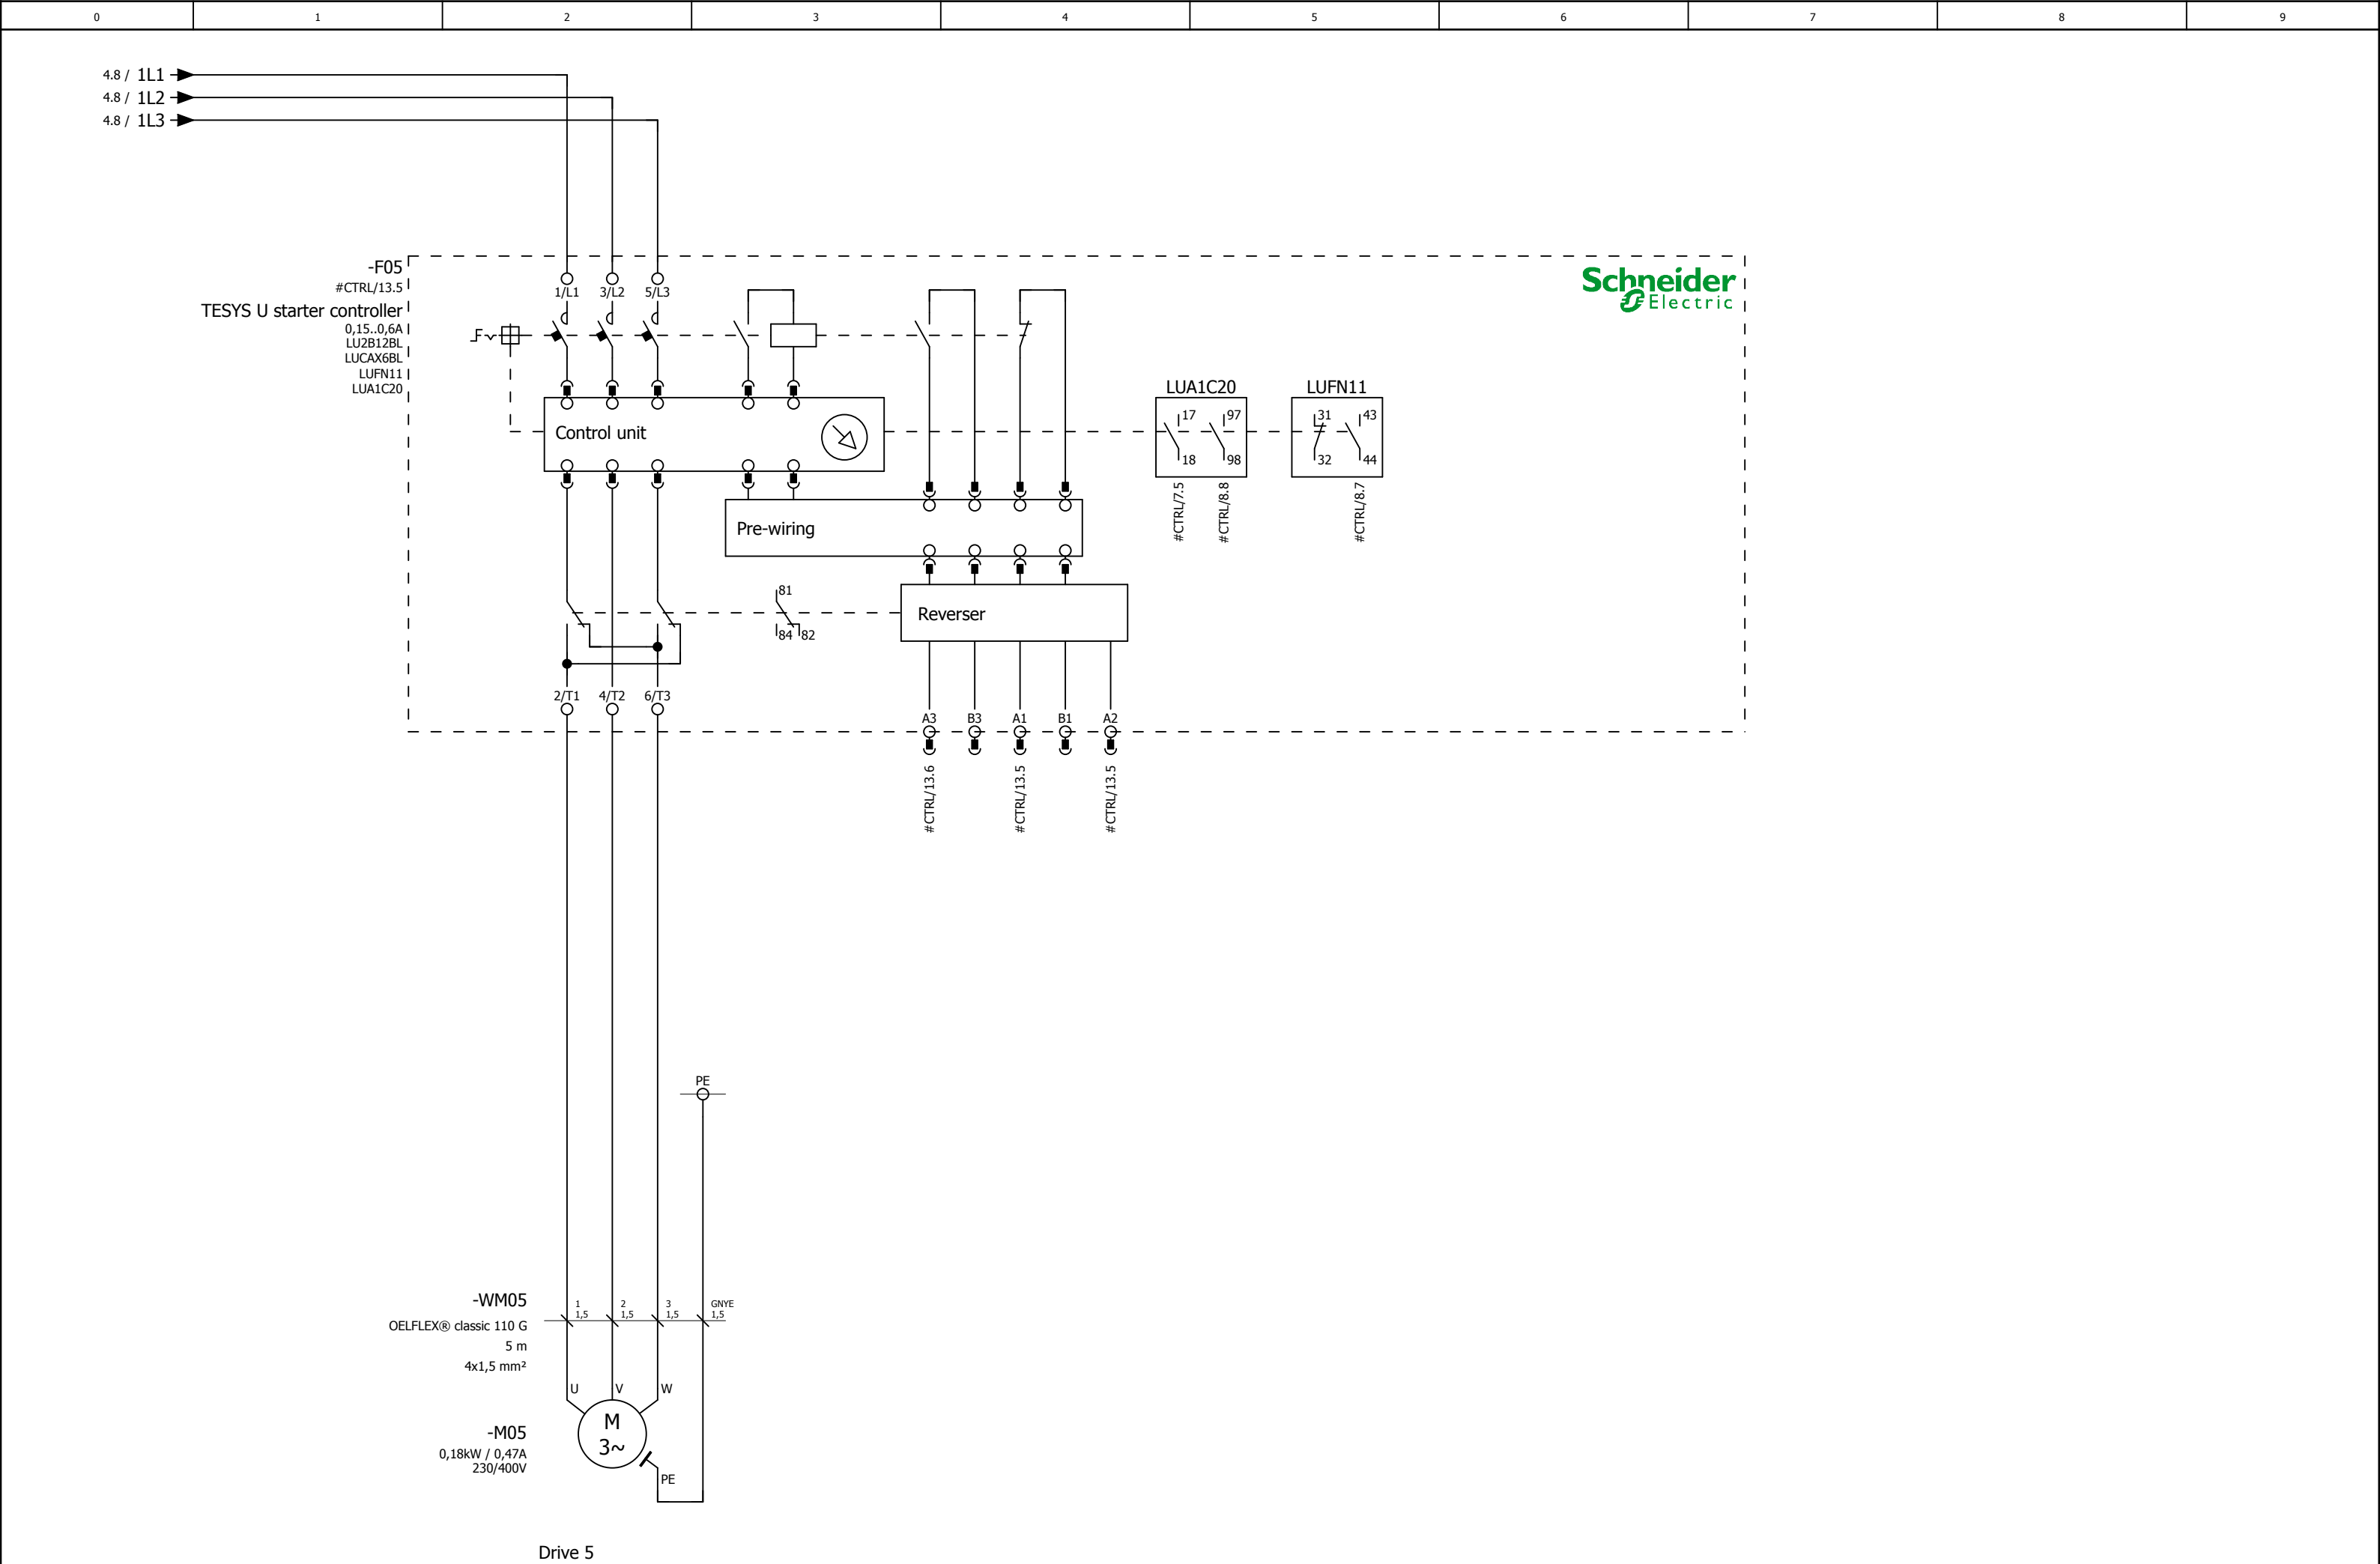 0 1 2 3 4 5 6 7 8 9
4.8 / 1L1
4.8 / 1L2
4.8 / 1L3
-F05
#CTRL/13.5
TESYS U starter controller
0,15..0,6A
LU2B12BL
LUCAX6BL
LUFN11
LUA1C20
1/L1 3/L2 5/L3
Schneider
Electric
Control unit
LUA1C20
17 97
18 98
#CTRL/7.5
#CTRL/8.8
LUFN11
31 43
32 44
#CTRL/8.7
Pre-wiring
81
84 82
Reverser
2/T1 4/T2 6/T3
A3 B3 A1 B1 A2
#CTRL/13.6
#CTRL/13.5
#CTRL/13.5
PE
-WM05
OELFLEX® classic 110 G
5 m
4x1,5 mm²
1 2 3 GNYE
1,5 1,5 1,5 1,5
U V W
M
3~
-M05
0,18kW / 0,47A
230/400V
PE
Drive 5